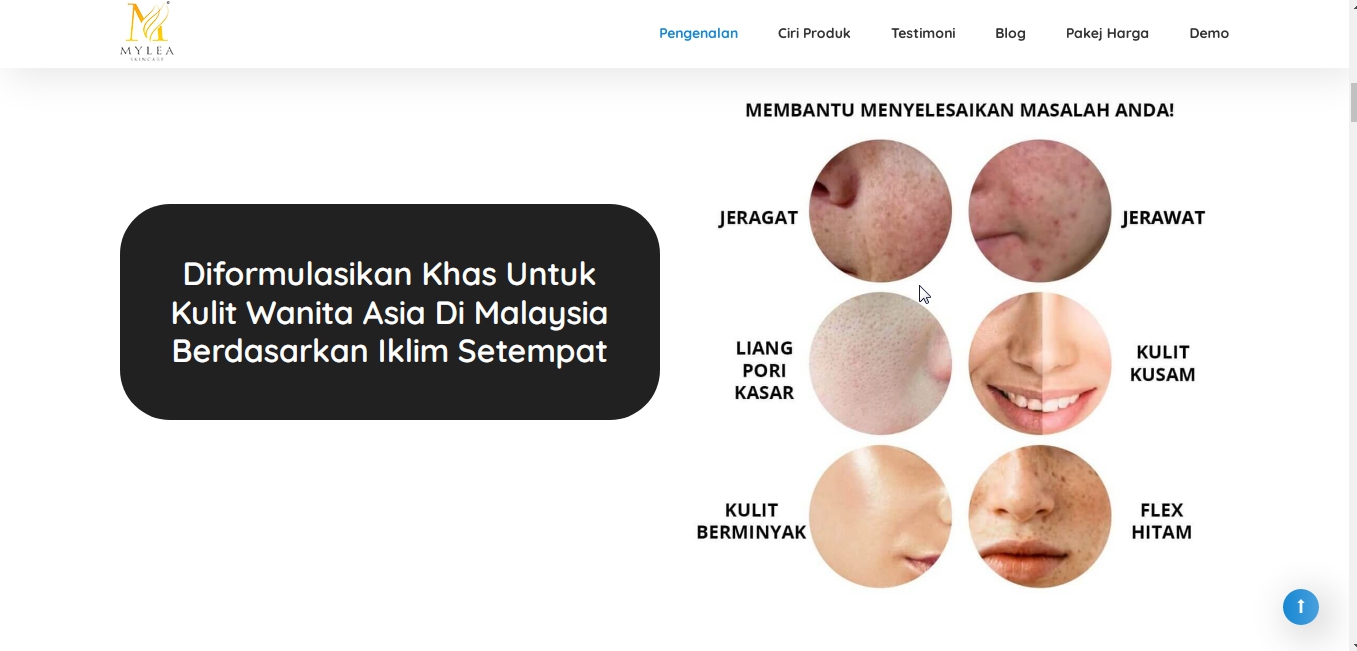 MYLEA
SKINCARE
Pengenalan
Ciri Produk
Testimoni
Blog
Pakej Harga
Demo
Diformulasikan Khas Untuk
Kulit Wanita Asia Di Malaysia
Berdasarkan Iklim Setempat
MEMBANTU MENYELESAIKAN MASALAH ANDA!
JERAGAT
JERAWAT
LIANG
PORI
KASAR
KULIT
KUSAM
KULIT
BERMINYAK
FLEX
HITAM